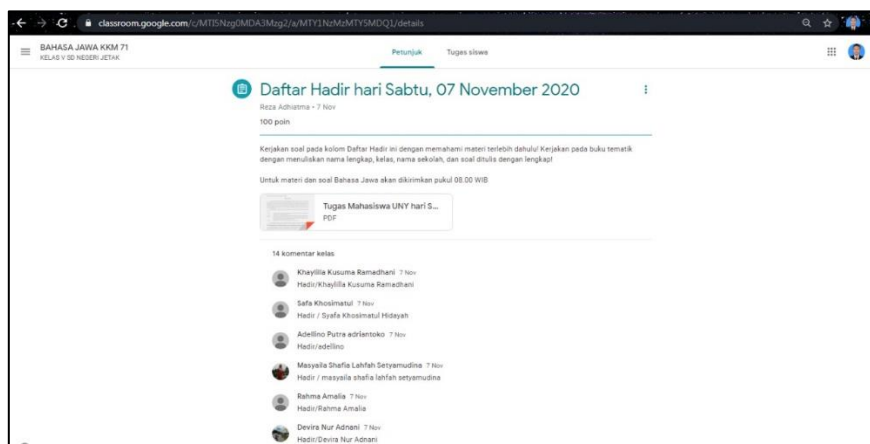 classroom.google.com/c/MTI5Nzg0MDA3Mzg2/a/MTY1NzMzMTY5MDQ1/details
BAHASA JAWA KKM 71
KELAS V SD NEGERI JETAK
Petunjuk Tugas siswa
Daftar Hadir hari Sabtu, 07 November 2020
Reza Adhiatma • 7 Nov
100 poin
Kerjakan soal pada kolom Daftar Hadir ini dengan memahami materi terlebih dahulu! Kerjakan pada buku tematik
dengan menuliskan nama lengkap, kelas, nama sekolah, dan soal ditulis dengan lengkap!
Untuk materi dan soal Bahasa Jawa akan dikirimkan pukul 08.00 WIB
Tugas Mahasiswa UNY hari S...
PDF
14 komentar kelas
Khaylilia Kusuma Ramadhani 7 Nov
Hadir/Khaylilia Kusuma Ramadhani
Safa Khosimatul 7 Nov
Hadir / Syafa Khosimatul Hidayah
Adellino Putra adriantoko 7 Nov
Hadir/adellino
Masyaila Shafia Lahfah Setyamudina 7 Nov
Hadir / masyaila shafia lahfah setyamudina
Rahma Amalia 7 Nov
Hadir/Rahma Amalia
Devira Nur Adnani 7 Nov
Hadir/Devira Nur Adnani